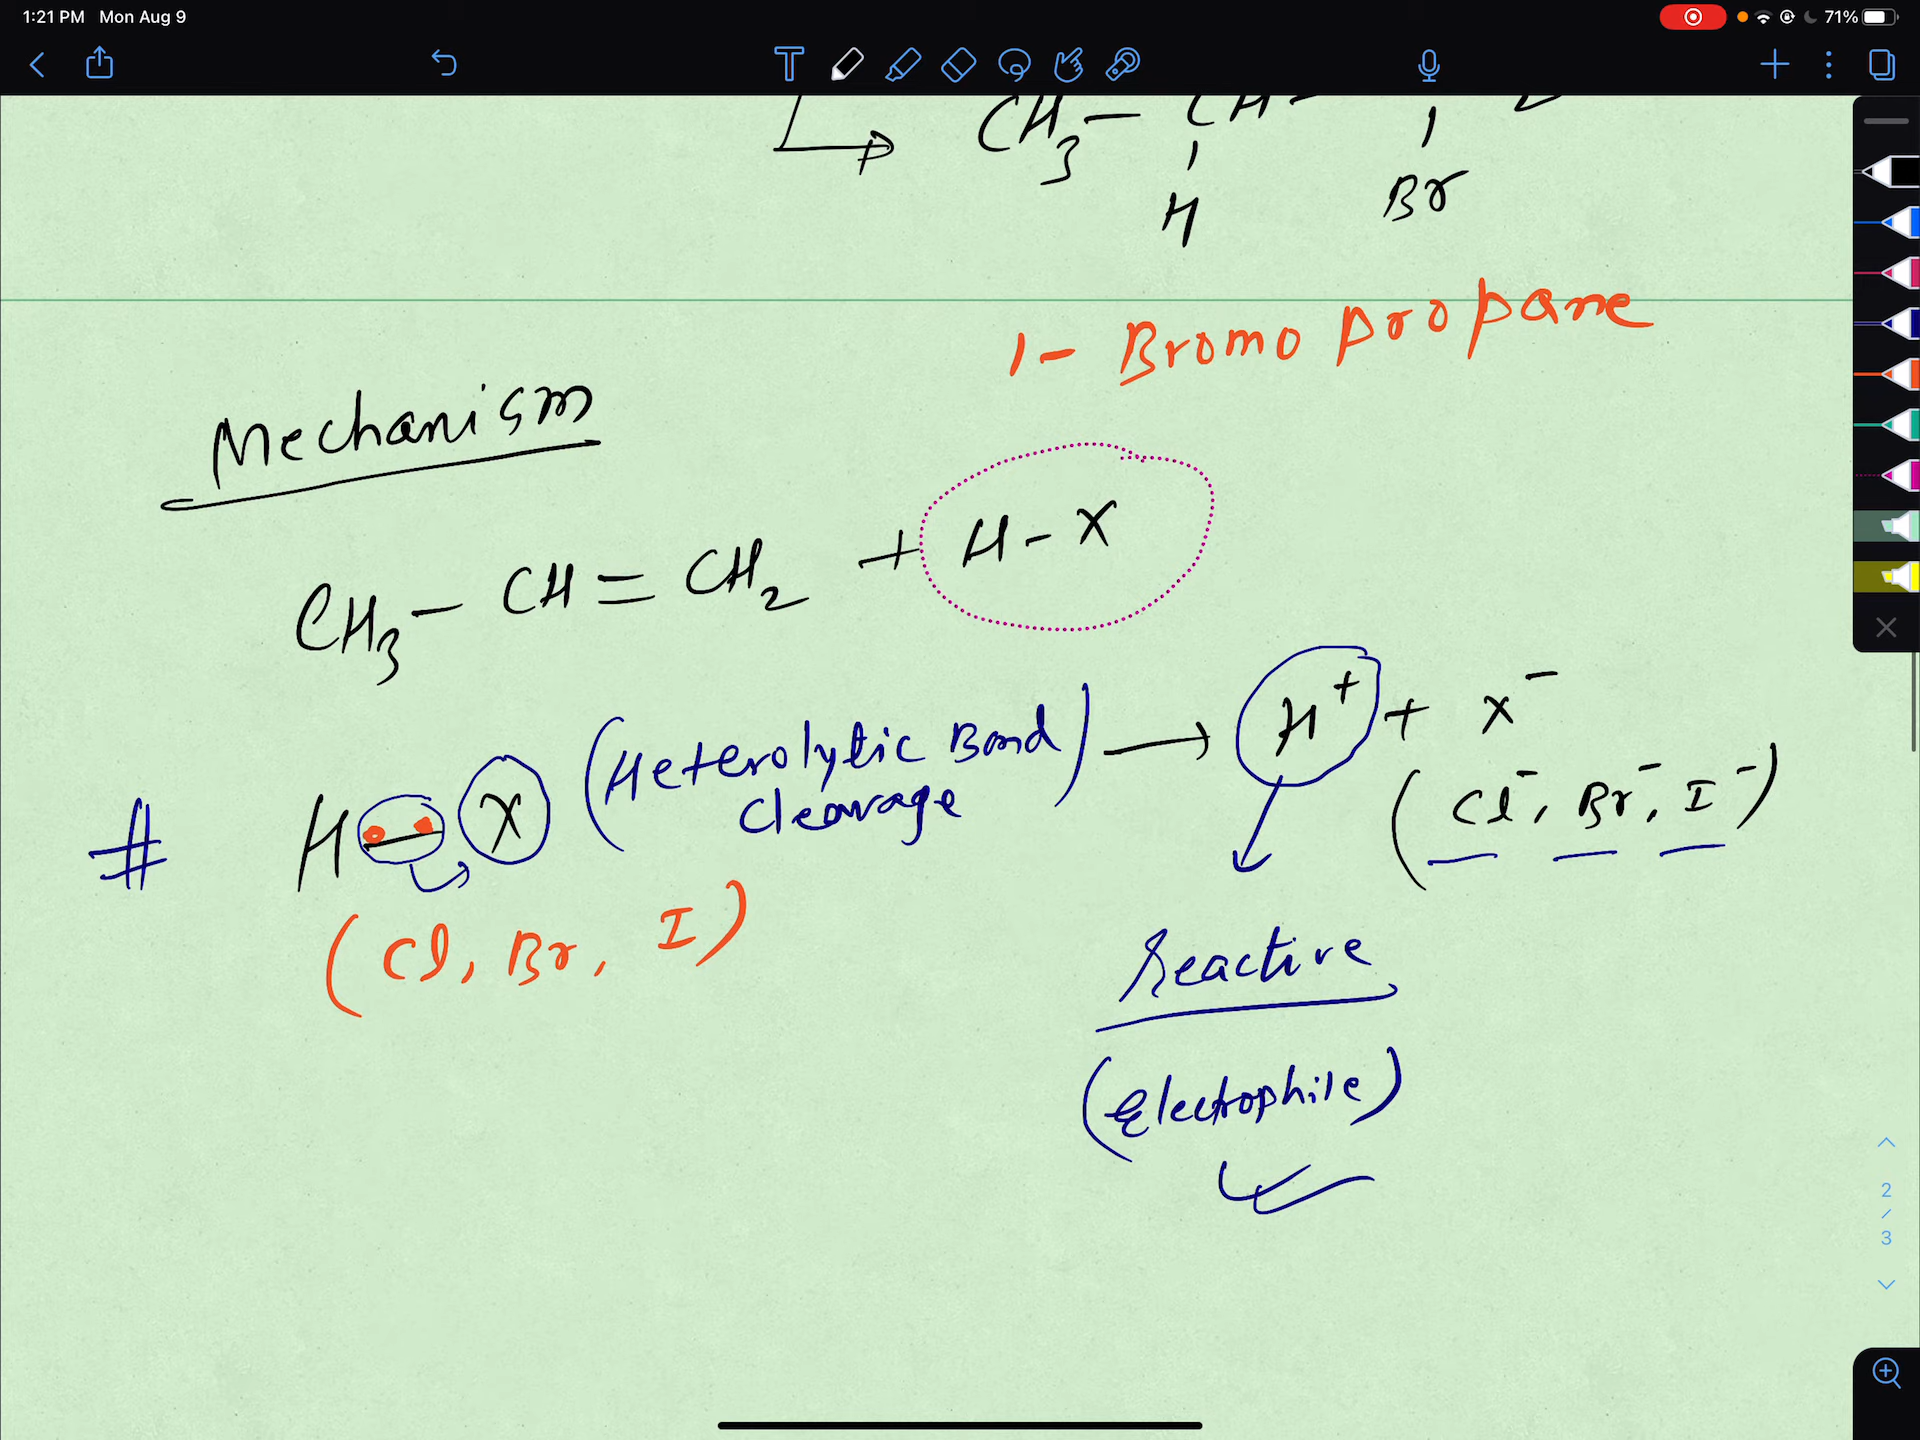 1:21 PM Mon Aug 9
71%
CH₃ – CH –
H Br
1- Bromo propane
Mechanism
CH₃ – CH = CH₂ + H – X
# H – X (Heterolytic Bond Cleavage) → H⁺ + X⁻
(Cl⁻, Br⁻, I⁻)
(Cl, Br, I)
Reactive
(Electrophile)
2
/
3